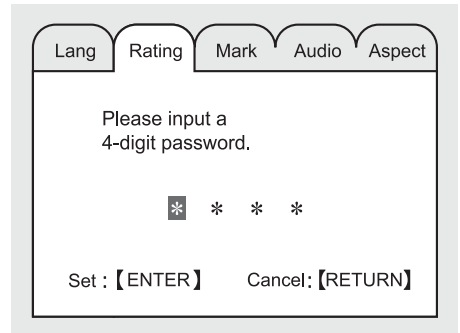 Lang Rating Mark Audio Aspect
Please input a
4-digit password.
* * * *
Set :【ENTER】 Cancel:【RETURN】